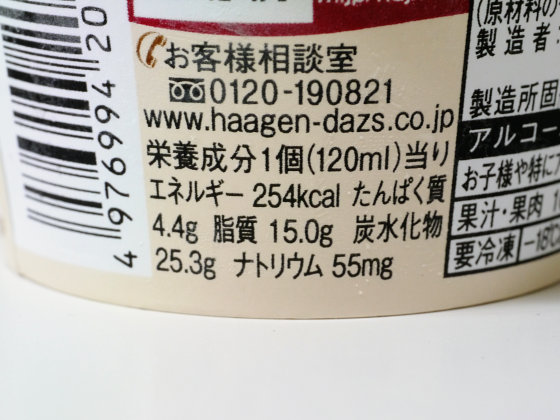 お客様相談室
0120-190821
www.haagen-dazs.co.jp
栄養成分1個(120ml)当り
エネルギー 254kcal たんぱく質
4.4g 脂質 15.0g 炭水化物
25.3g ナトリウム 55mg
4 976994 20
(原材料の
製造者
製造所固
アルコー
お子様や特に
果汁・果肉
要冷凍 -18℃